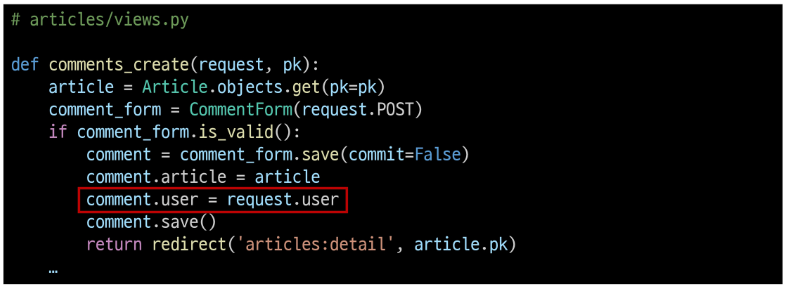 # articles/views.py

def comments_create(request, pk):
    article = Article.objects.get(pk=pk)
    comment_form = CommentForm(request.POST)
    if comment_form.is_valid():
        comment = comment_form.save(commit=False)
        comment.article = article
        comment.user = request.user
        comment.save()
        return redirect('articles:detail', article.pk)
    …